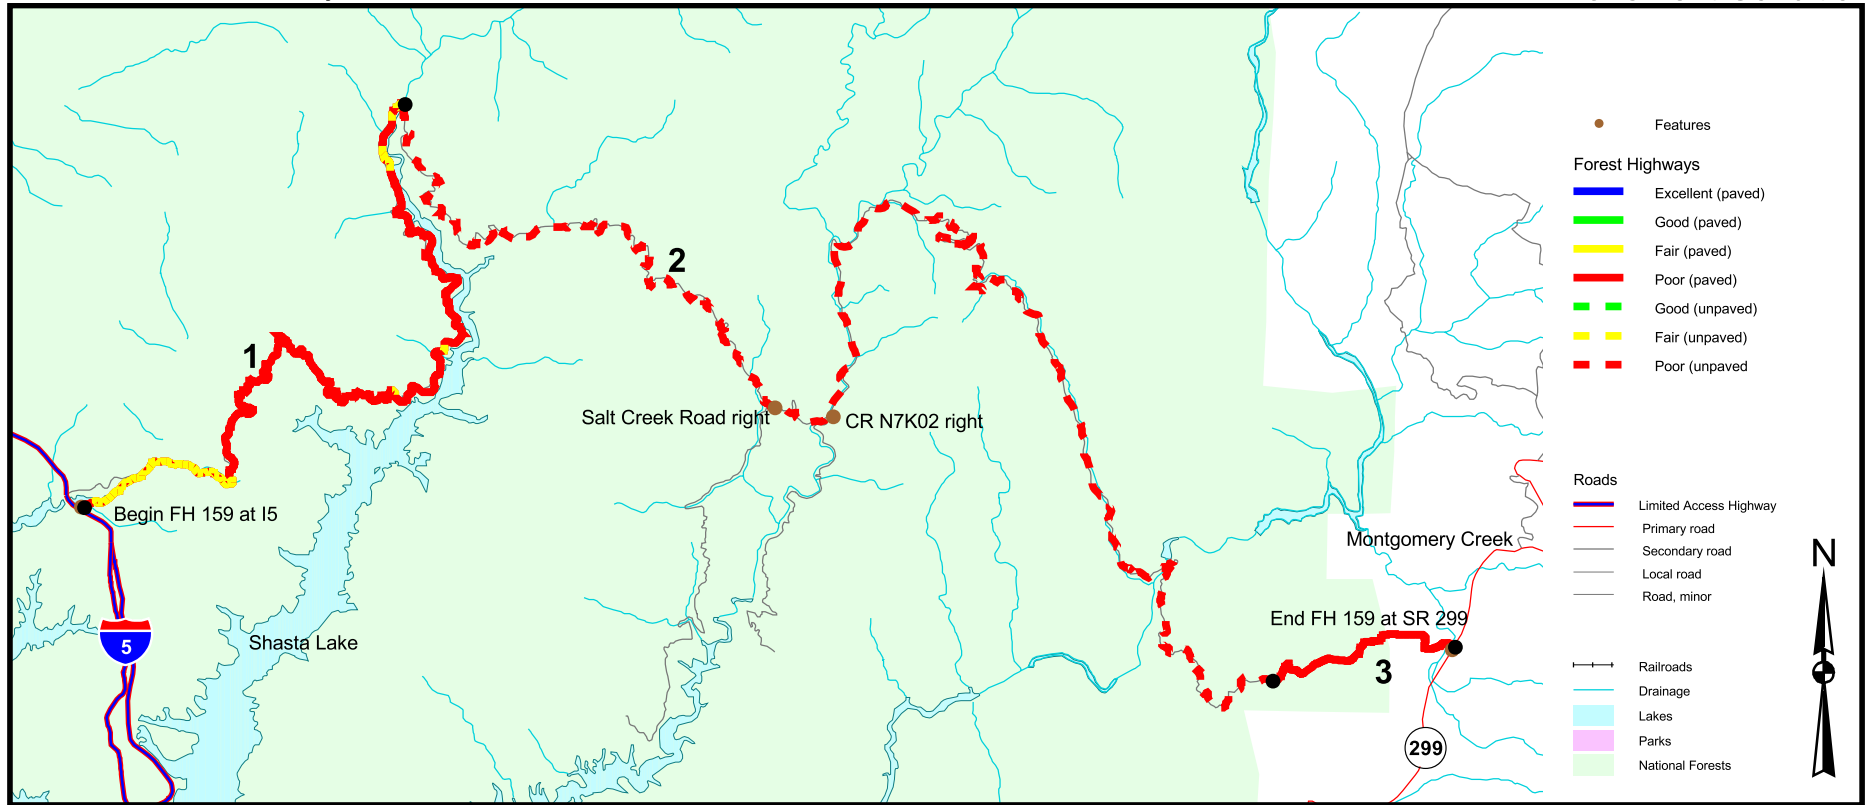 1
2
Salt Creek Road right
CR N7K02 right
Begin FH 159 at I5
5
Shasta Lake
Montgomery Creek
End FH 159 at SR 299
3
299
Features
Forest Highways
Excellent (paved)
Good (paved)
Fair (paved)
Poor (paved)
Good (unpaved)
Fair (unpaved)
Poor (unpaved
Roads
Limited Access Highway
Primary road
Secondary road
Local road
Road, minor
N
Railroads
Drainage
Lakes
Parks
National Forests